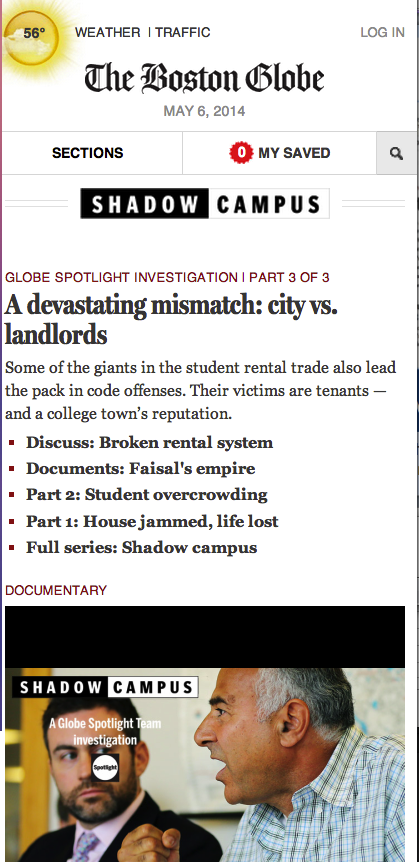 56°
WEATHER | TRAFFIC
LOG IN
The Boston Globe
MAY 6, 2014
SECTIONS
0 MY SAVED
SHADOW CAMPUS
GLOBE SPOTLIGHT INVESTIGATION | PART 3 OF 3
A devastating mismatch: city vs.
landlords
Some of the giants in the student rental trade also lead
the pack in code offenses. Their victims are tenants —
and a college town's reputation.
Discuss: Broken rental system
Documents: Faisal's empire
Part 2: Student overcrowding
Part 1: House jammed, life lost
Full series: Shadow campus
DOCUMENTARY
SHADOW CAMPUS
A Globe Spotlight Team
investigation
Spotlight